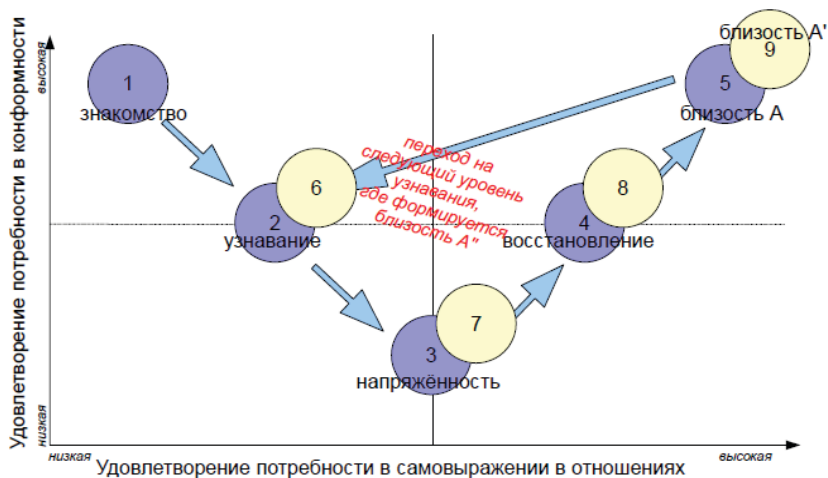 близость А'
9
высокая
1
5
знакомство
близость А
переход на
следующий уровень
узнавания,
где формируется
близость А"
6
8
2
4
узнавание
восстановление
7
3
напряжённость
низкая
низкая
высокая
Удовлетворение потребности в самовыражении в отношениях
Удовлетворение потребности в конформности